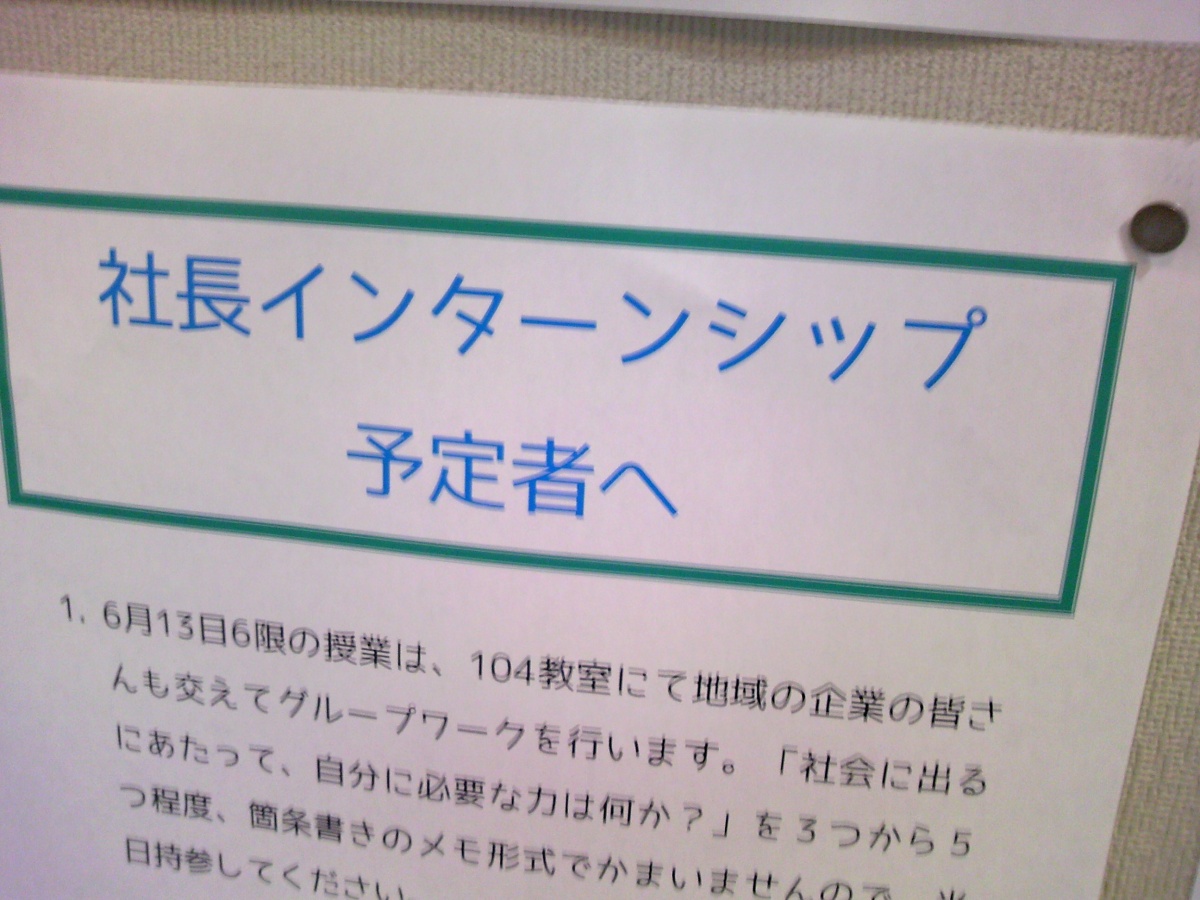 社長インターンシップ
予定者へ
1. 6月13日6限の授業は、104教室にて地域の企業の皆さ
んも交えてグループワークを行います。「社会に出る
にあたって、自分に必要な力は何か？」を３つから５
つ程度、箇条書きのメモ形式でかまいませんので、当
日持参してください。